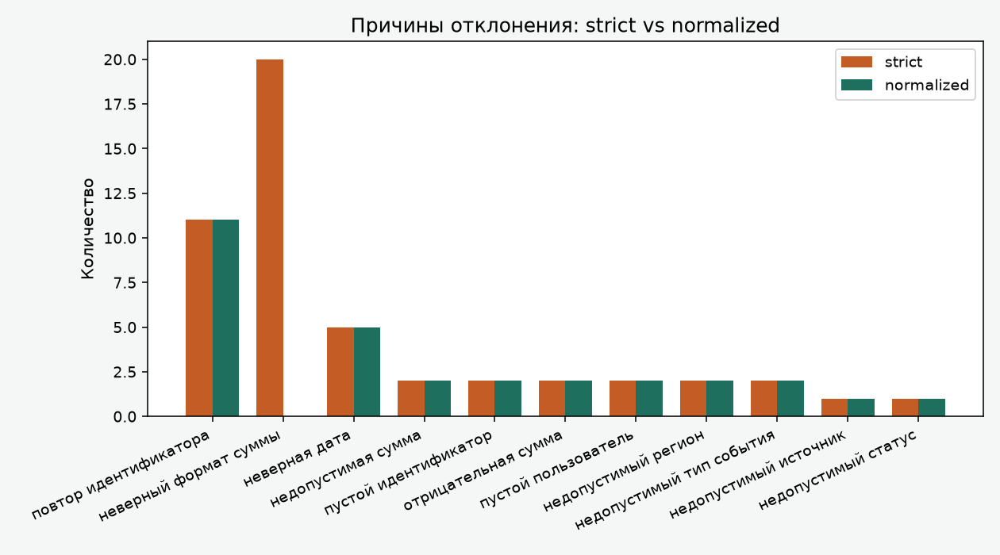 Причины отклонения: strict vs normalized
strict
normalized
Количество
20.0
17.5
15.0
12.5
10.0
7.5
5.0
2.5
0.0
повтор идентификатора
неверный формат суммы
неверная дата
недопустимая сумма
пустой идентификатор
отрицательная сумма
пустой пользователь
недопустимый регион
недопустимый тип события
недопустимый источник
недопустимый статус